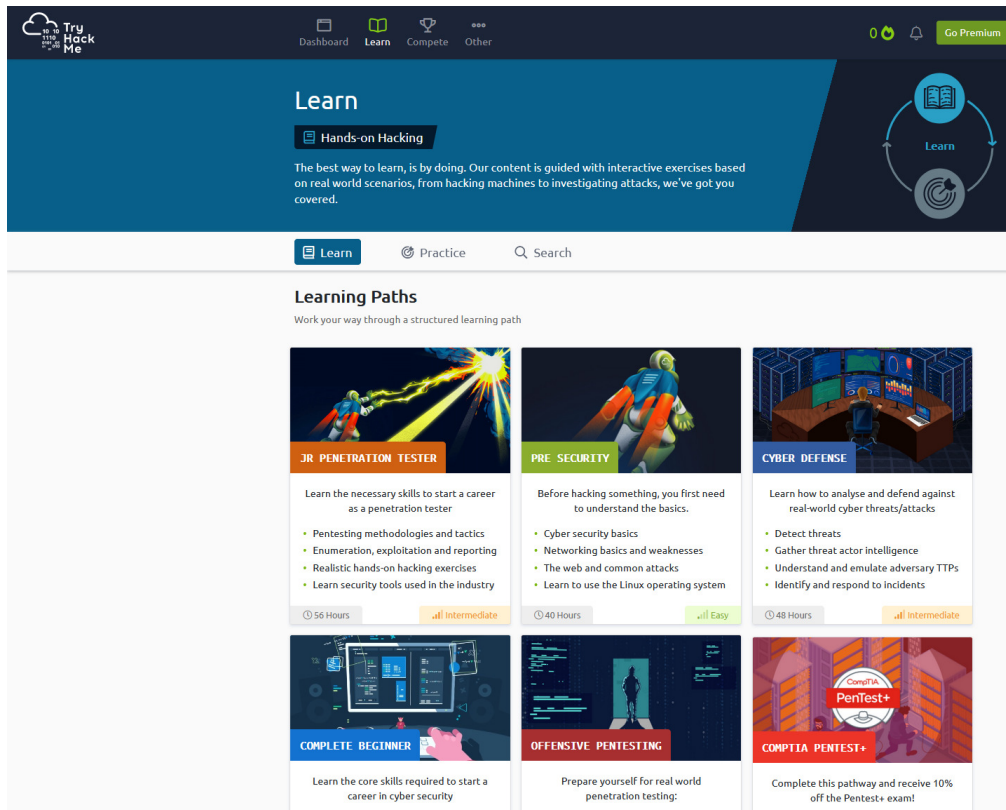 Try
Hack
Me
Dashboard Learn Compete Other
0
Go Premium
Learn
Hands-on Hacking
The best way to learn, is by doing. Our content is guided with interactive exercises based
on real world scenarios, from hacking machines to investigating attacks, we've got you
covered.
Learn
Learn Practice Search
Learning Paths
Work your way through a structured learning path
JR PENETRATION TESTER
Learn the necessary skills to start a career
as a penetration tester
• Pentesting methodologies and tactics
• Enumeration, exploitation and reporting
• Realistic hands-on hacking exercises
• Learn security tools used in the industry
56 Hours Intermediate
PRE SECURITY
Before hacking something, you first need
to understand the basics.
• Cyber security basics
• Networking basics and weaknesses
• The web and common attacks
• Learn to use the Linux operating system
40 Hours Easy
CYBER DEFENSE
Learn how to analyse and defend against
real-world cyber threats/attacks
• Detect threats
• Gather threat actor intelligence
• Understand and emulate adversary TTPs
• Identify and respond to incidents
48 Hours Intermediate
COMPLETE BEGINNER
Learn the core skills required to start a
career in cyber security
OFFENSIVE PENTESTING
Prepare yourself for real world
penetration testing:
CompTIA
PenTest+
COMPTIA PENTEST+
Complete this pathway and receive 10%
off the Pentest+ exam!